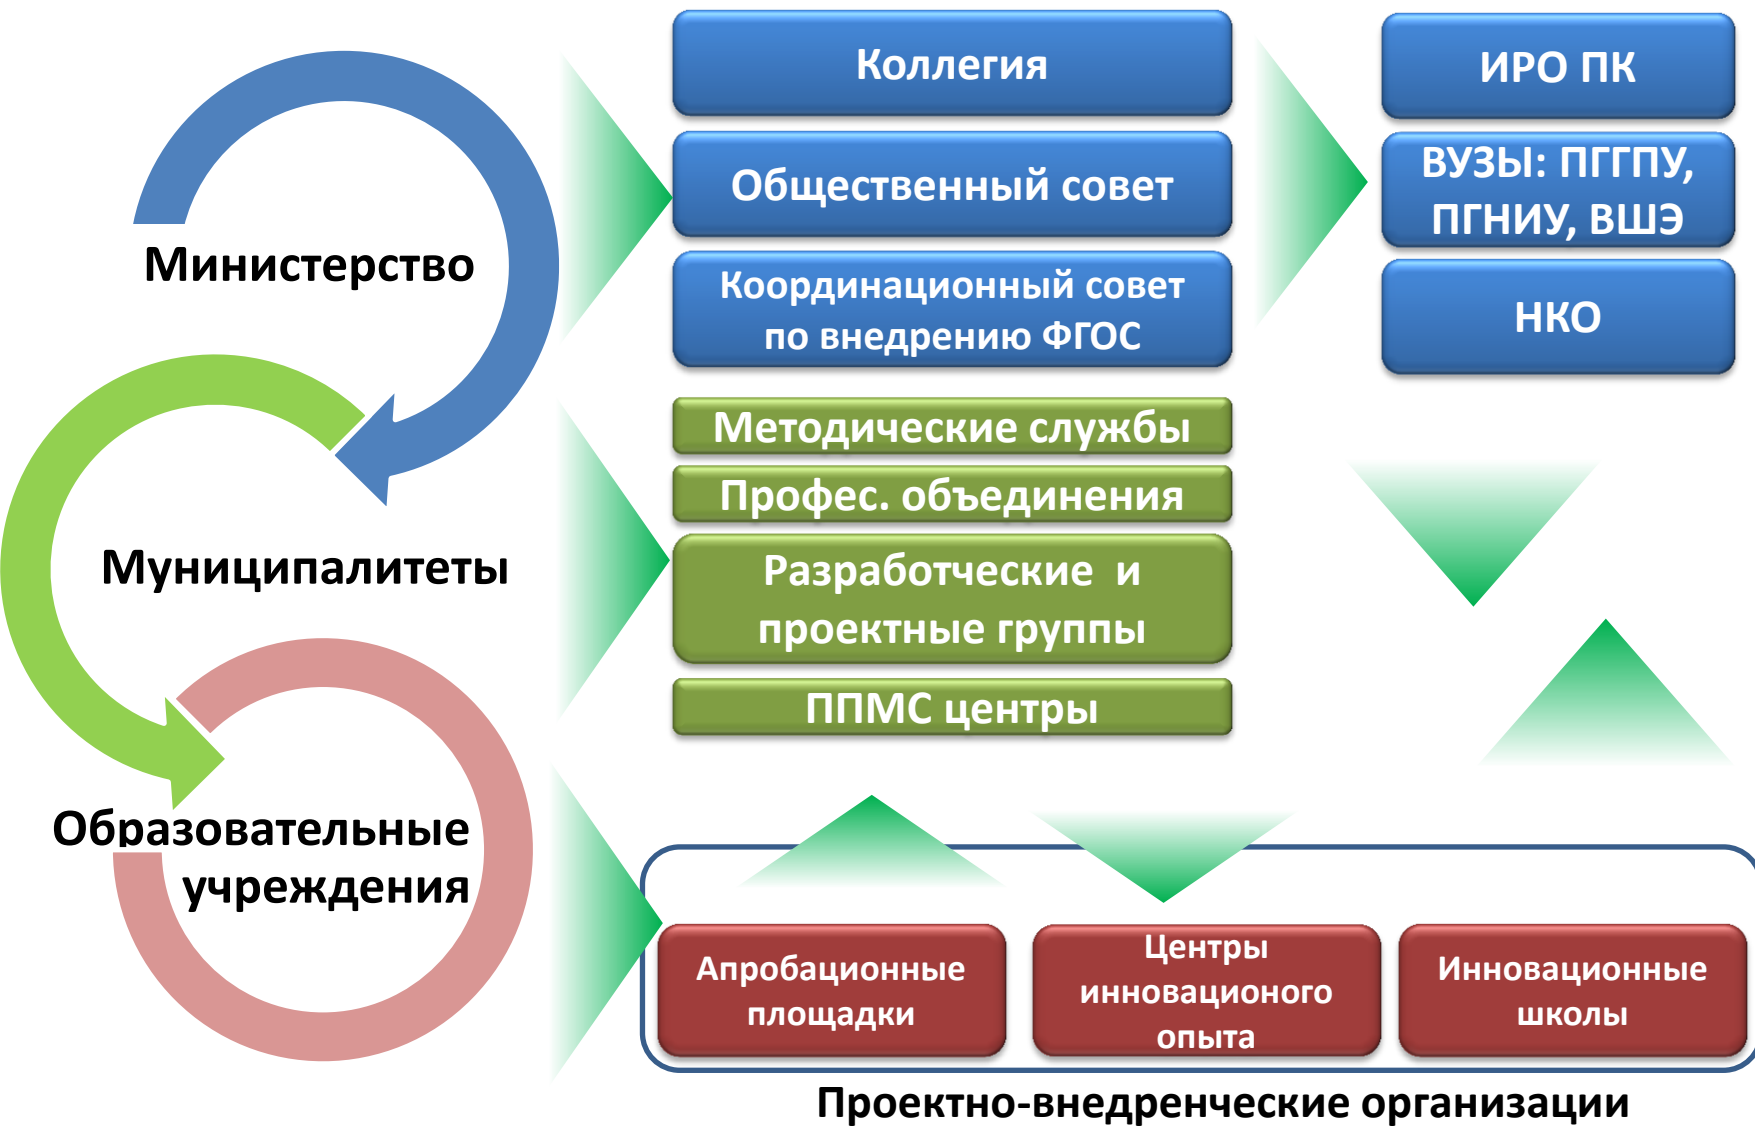 Министерство
Муниципалитеты
Образовательные
учреждения
Коллегия
Общественный совет
Координационный совет
по внедрению ФГОС
ИРО ПК
ВУЗЫ: ПГГПУ,
ПГНИУ, ВШЭ
НКО
Методические службы
Профес. объединения
Разработческие и
проектные группы
ППМС центры
Апробационные
площадки
Центры
инновационого
опыта
Инновационные
школы
Проектно-внедренческие организации